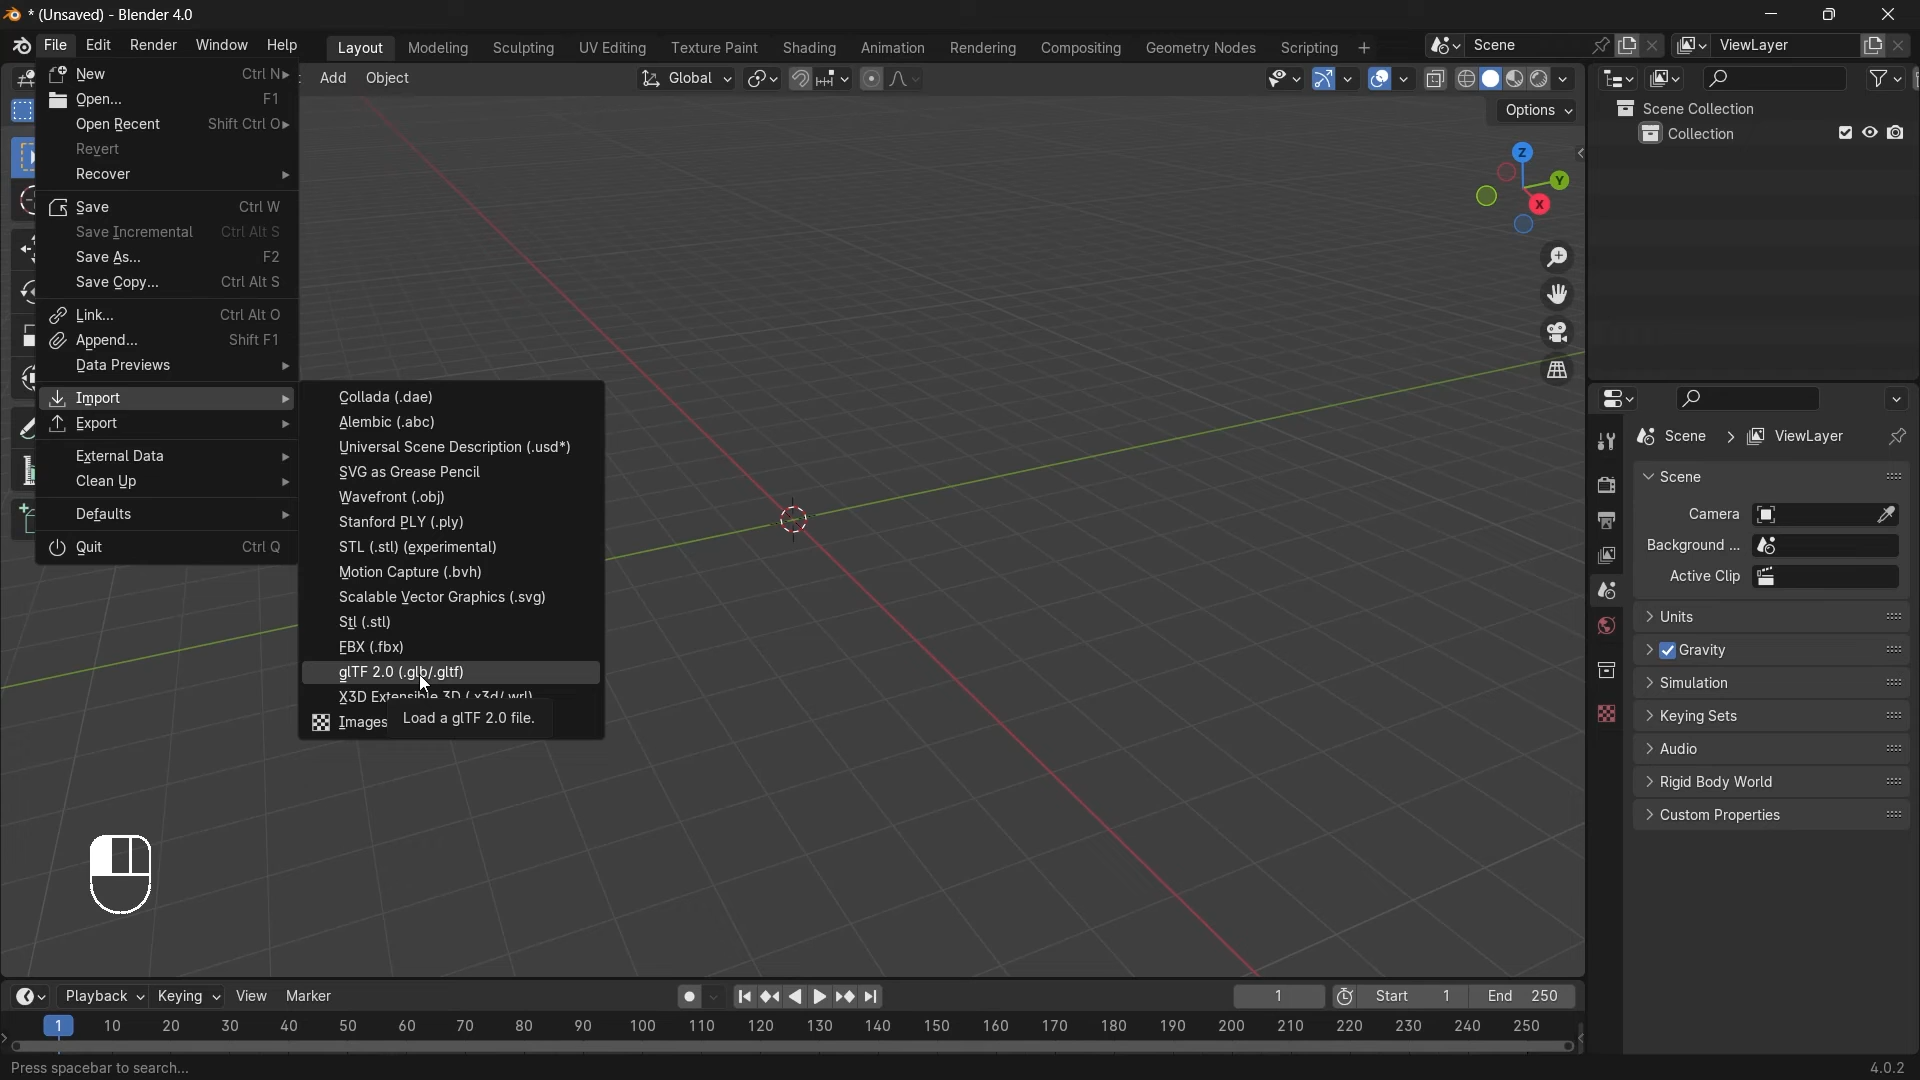 * (Unsaved) - Blender 4.0
File Edit Render Window Help
Layout Modeling Sculpting UV Editing Texture Paint Shading Animation Rendering Compositing Geometry Nodes Scripting +
Scene
ViewLayer
New Ctrl N
Open... F1
Open Recent Shift Ctrl O
Revert
Recover
Save Ctrl W
Save Incremental Ctrl Alt S
Save As... F2
Save Copy... Ctrl Alt S
Link... Ctrl Alt O
Append... Shift F1
Data Previews
Import
Export
External Data
Clean Up
Defaults
Quit Ctrl Q
Add Object
Global
Options
Z
Y
X
Collada (.dae)
Alembic (.abc)
Universal Scene Description (.usd*)
SVG as Grease Pencil
Wavefront (.obj)
Stanford PLY (.ply)
STL (.stl) (experimental)
Motion Capture (.bvh)
Scalable Vector Graphics (.svg)
Stl (.stl)
FBX (.fbx)
glTF 2.0 (.glb/.gltf)
X3D Extensible 3D (.x3d/.wrl)
Images
Load a glTF 2.0 file.
Scene Collection
Collection
Scene > ViewLayer
Scene
Camera
Background ...
Active Clip
Units
Gravity
Simulation
Keying Sets
Audio
Rigid Body World
Custom Properties
Playback Keying View Marker
1
Start 1
End 250
1 10 20 30 40 50 60 70 80 90 100 110 120 130 140 150 160 170 180 190 200 210 220 230 240 250
Press spacebar to search...
4.0.2